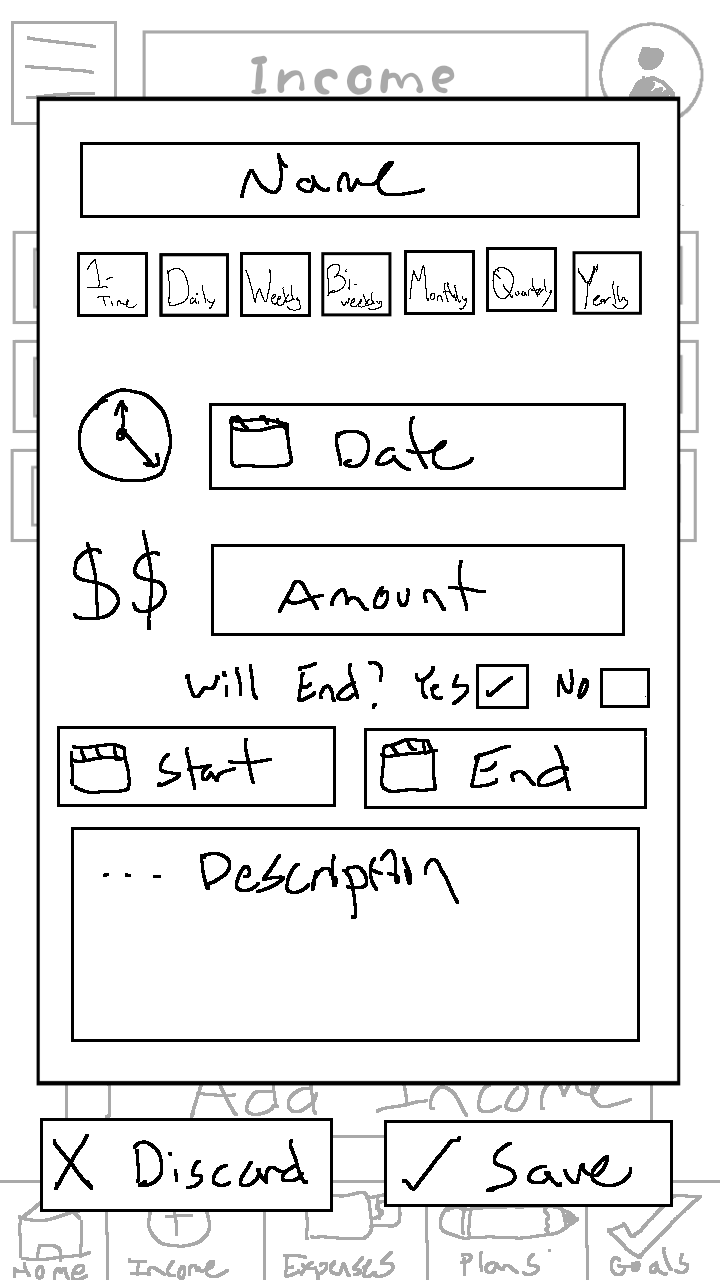 Income
Name
1-Time Daily Weekly Bi-weekly Monthly Quarterly Yearly
Date
$$ Amount
Will End? Yes No
Start End
... Description
Add Income
X Discard ✓ Save
Home Income Expenses Plans Goals